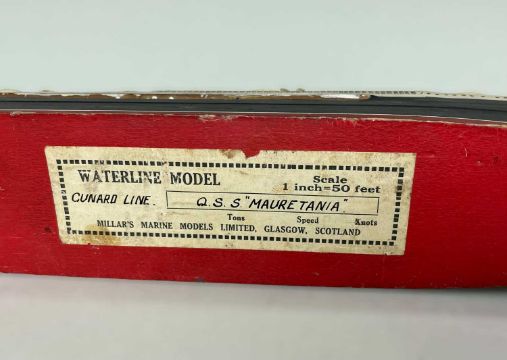 WATERLINE MODEL Scale
1 inch=50 feet
CUNARD LINE. Q.S.S "MAURETANIA".
Tons Speed Knots
MILLAR'S MARINE MODELS LIMITED, GLASGOW, SCOTLAND